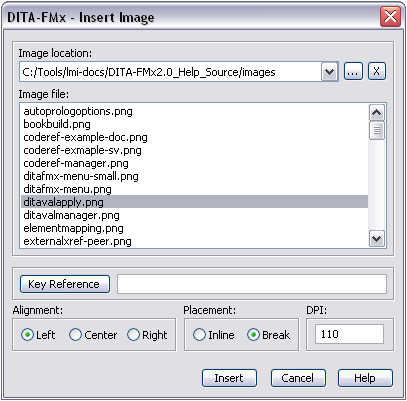 DITA-FMx - Insert Image
Image location:
C:/Tools/lmi-docs/DITA-FMx2.0_Help_Source/images
... X
Image file:
autoprologoptions.png
bookbuild.png
coderef-example-doc.png
coderef-exmaple-sv.png
coderef-manager.png
ditafmx-menu-small.png
ditafmx-menu.png
ditavalapply.png
ditavalmanager.png
elementmapping.png
externalxref-peer.png
Key Reference
Alignment: Placement: DPI:
Left Center Right Inline Break 110
Insert Cancel Help